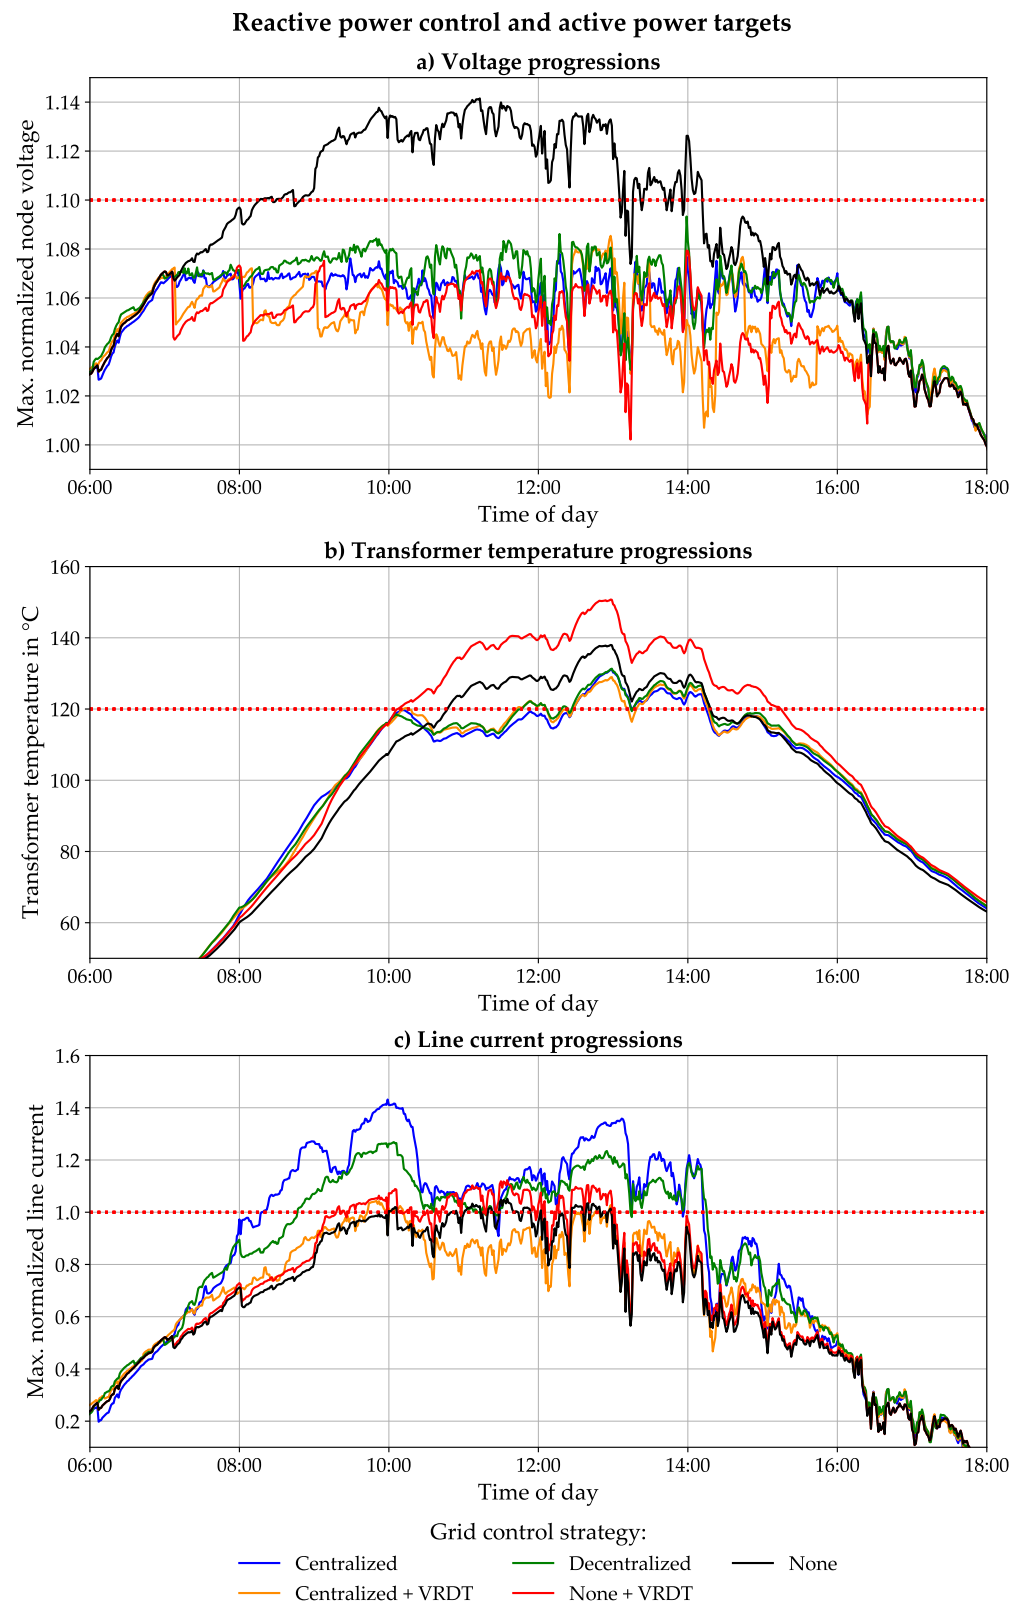 Reactive power control and active power targets
a) Voltage progressions
Max. normalized node voltage
1.14
1.12
1.10
1.08
1.06
1.04
1.02
1.00
06:00 08:00 10:00 12:00 14:00 16:00 18:00
Time of day
b) Transformer temperature progressions
Transformer temperature in °C
160
140
120
100
80
60
06:00 08:00 10:00 12:00 14:00 16:00 18:00
Time of day
c) Line current progressions
Max. normalized line current
1.6
1.4
1.2
1.0
0.8
0.6
0.4
0.2
06:00 08:00 10:00 12:00 14:00 16:00 18:00
Time of day
Grid control strategy:
Centralized Decentralized None
Centralized + VRDT None + VRDT